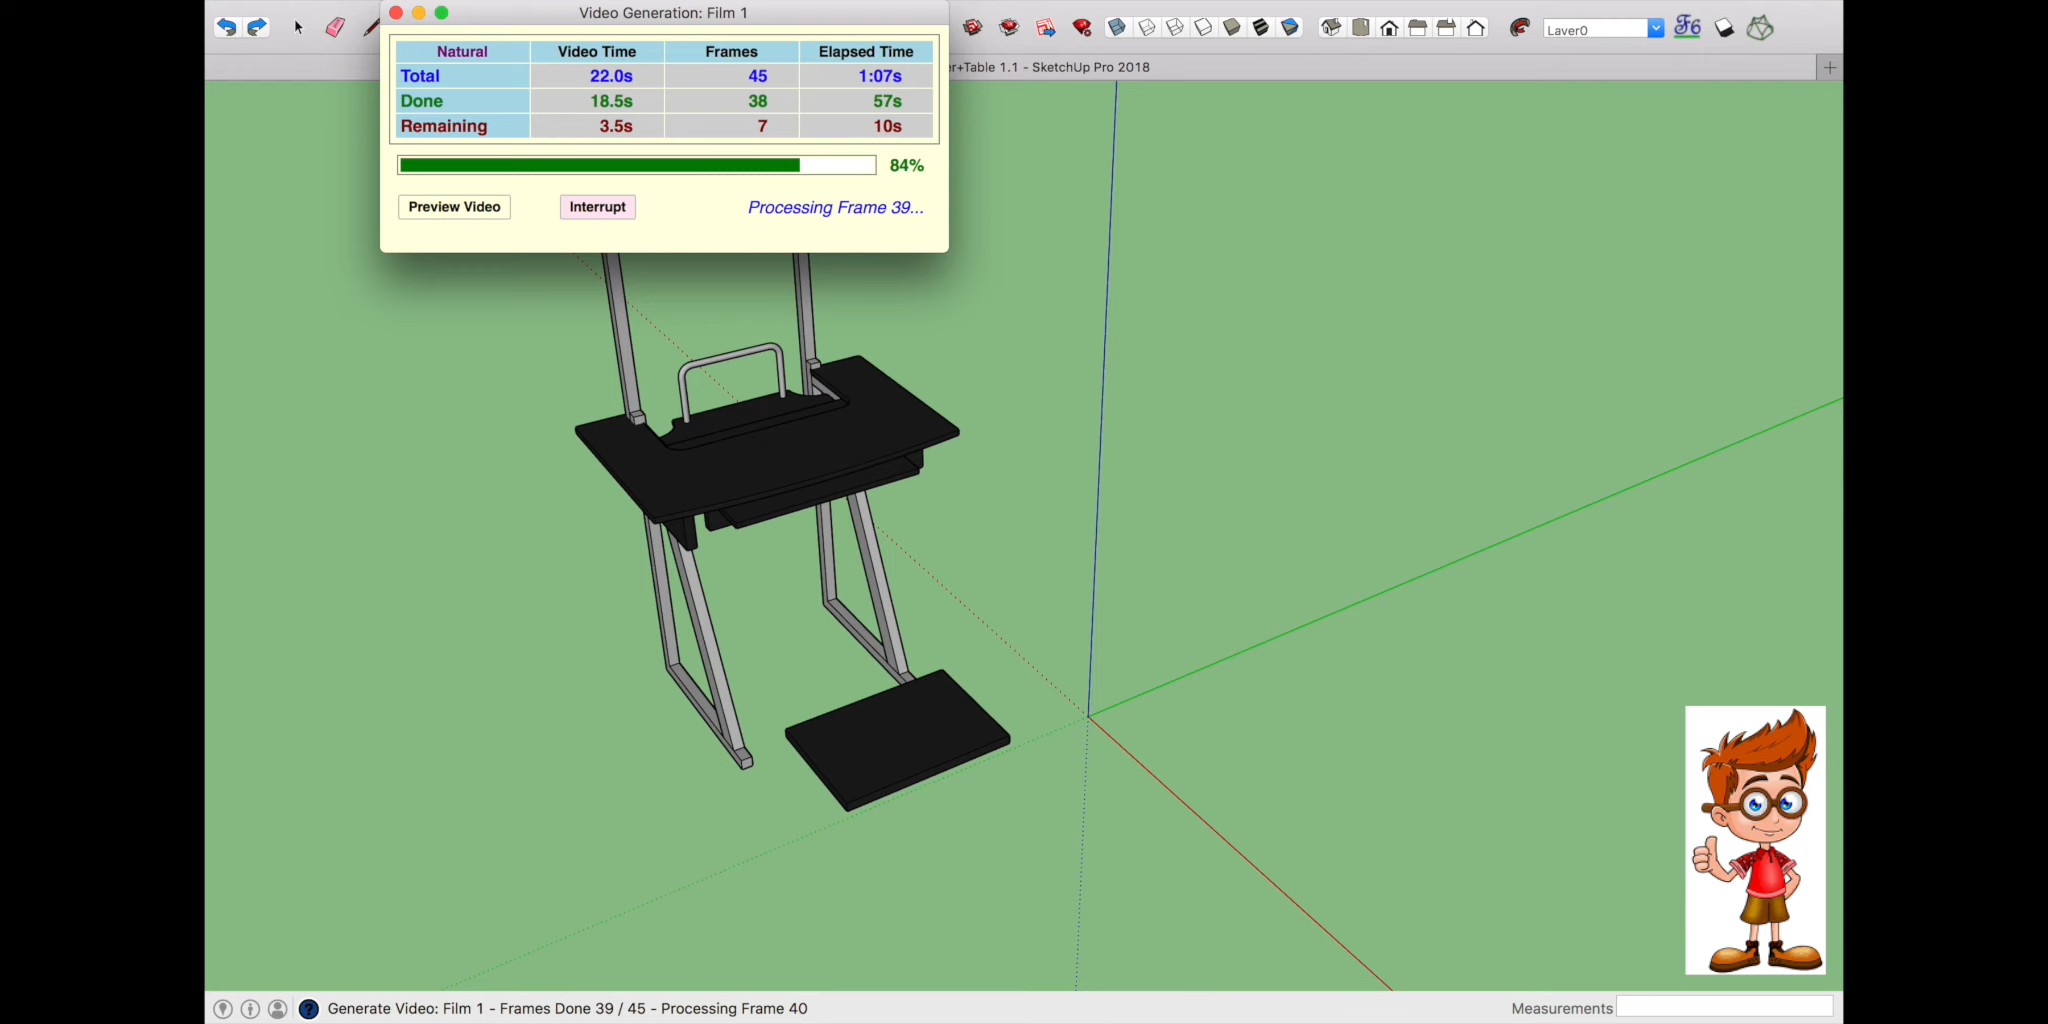 Video Generation: Film 1
Natural Video Time Frames Elapsed Time
Total 22.0s 45 1:07s
Done 18.5s 38 57s
Remaining 3.5s 7 10s
84%
Preview Video Interrupt Processing Frame 39...
Layer0
er+Table 1.1 - SketchUp Pro 2018
Generate Video: Film 1 - Frames Done 39 / 45 - Processing Frame 40
Measurements